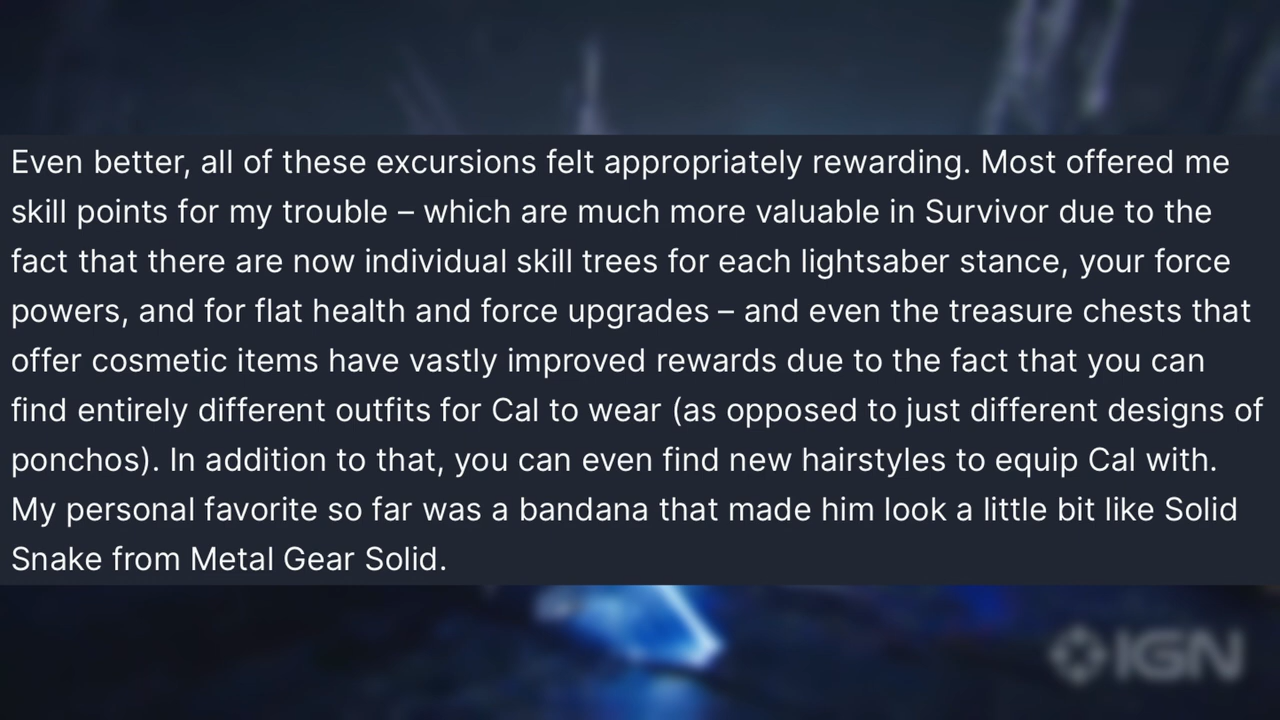 Even better, all of these excursions felt appropriately rewarding. Most offered me
skill points for my trouble – which are much more valuable in Survivor due to the
fact that there are now individual skill trees for each lightsaber stance, your force
powers, and for flat health and force upgrades – and even the treasure chests that
offer cosmetic items have vastly improved rewards due to the fact that you can
find entirely different outfits for Cal to wear (as opposed to just different designs of
ponchos). In addition to that, you can even find new hairstyles to equip Cal with.
My personal favorite so far was a bandana that made him look a little bit like Solid
Snake from Metal Gear Solid.
IGN